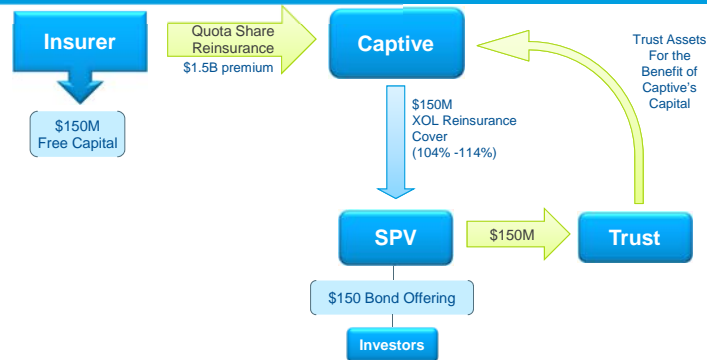 Insurer
Quota Share
Reinsurance
$1.5B premium
Captive
Trust Assets
For the
Benefit of
Captive's
Capital
$150M
Free Capital
$150M
XOL Reinsurance
Cover
(104% -114%)
SPV
$150M
Trust
$150 Bond Offering
Investors